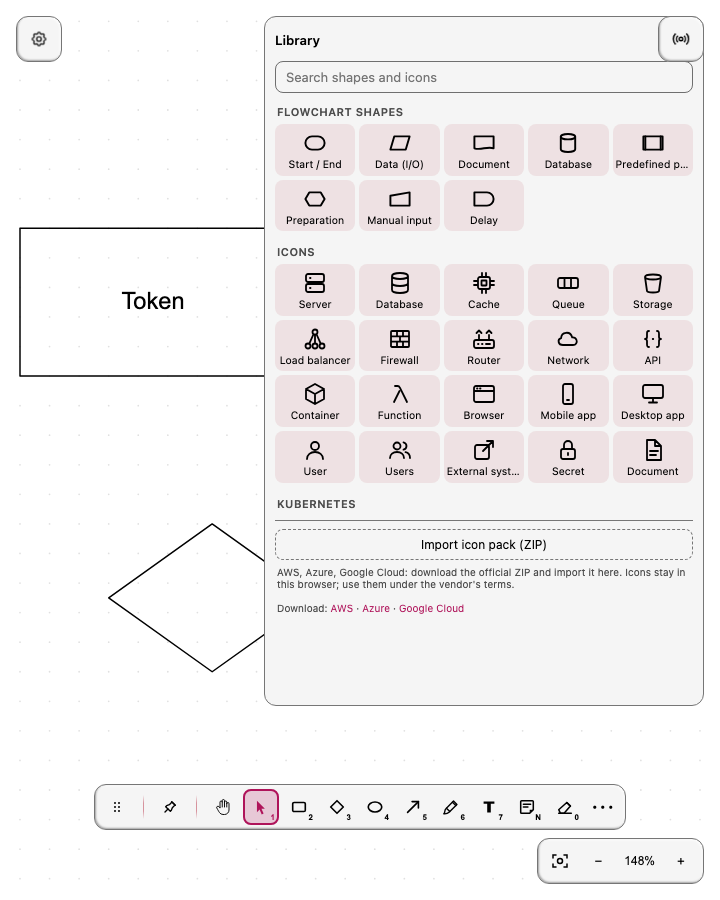 Library
Search shapes and icons
FLOWCHART SHAPES
Start / End
Data (I/O)
Document
Database
Predefined p...
Preparation
Manual input
Delay
ICONS
Server
Database
Cache
Queue
Storage
Load balancer
Firewall
Router
Network
API
Container
Function
Browser
Mobile app
Desktop app
User
Users
External syst...
Secret
Document
KUBERNETES
Import icon pack (ZIP)
AWS, Azure, Google Cloud: download the official ZIP and import it here. Icons stay in
this browser; use them under the vendor's terms.
Download: AWS · Azure · Google Cloud
Token
1
2
3
4
5
6
T
7
N
0
148%